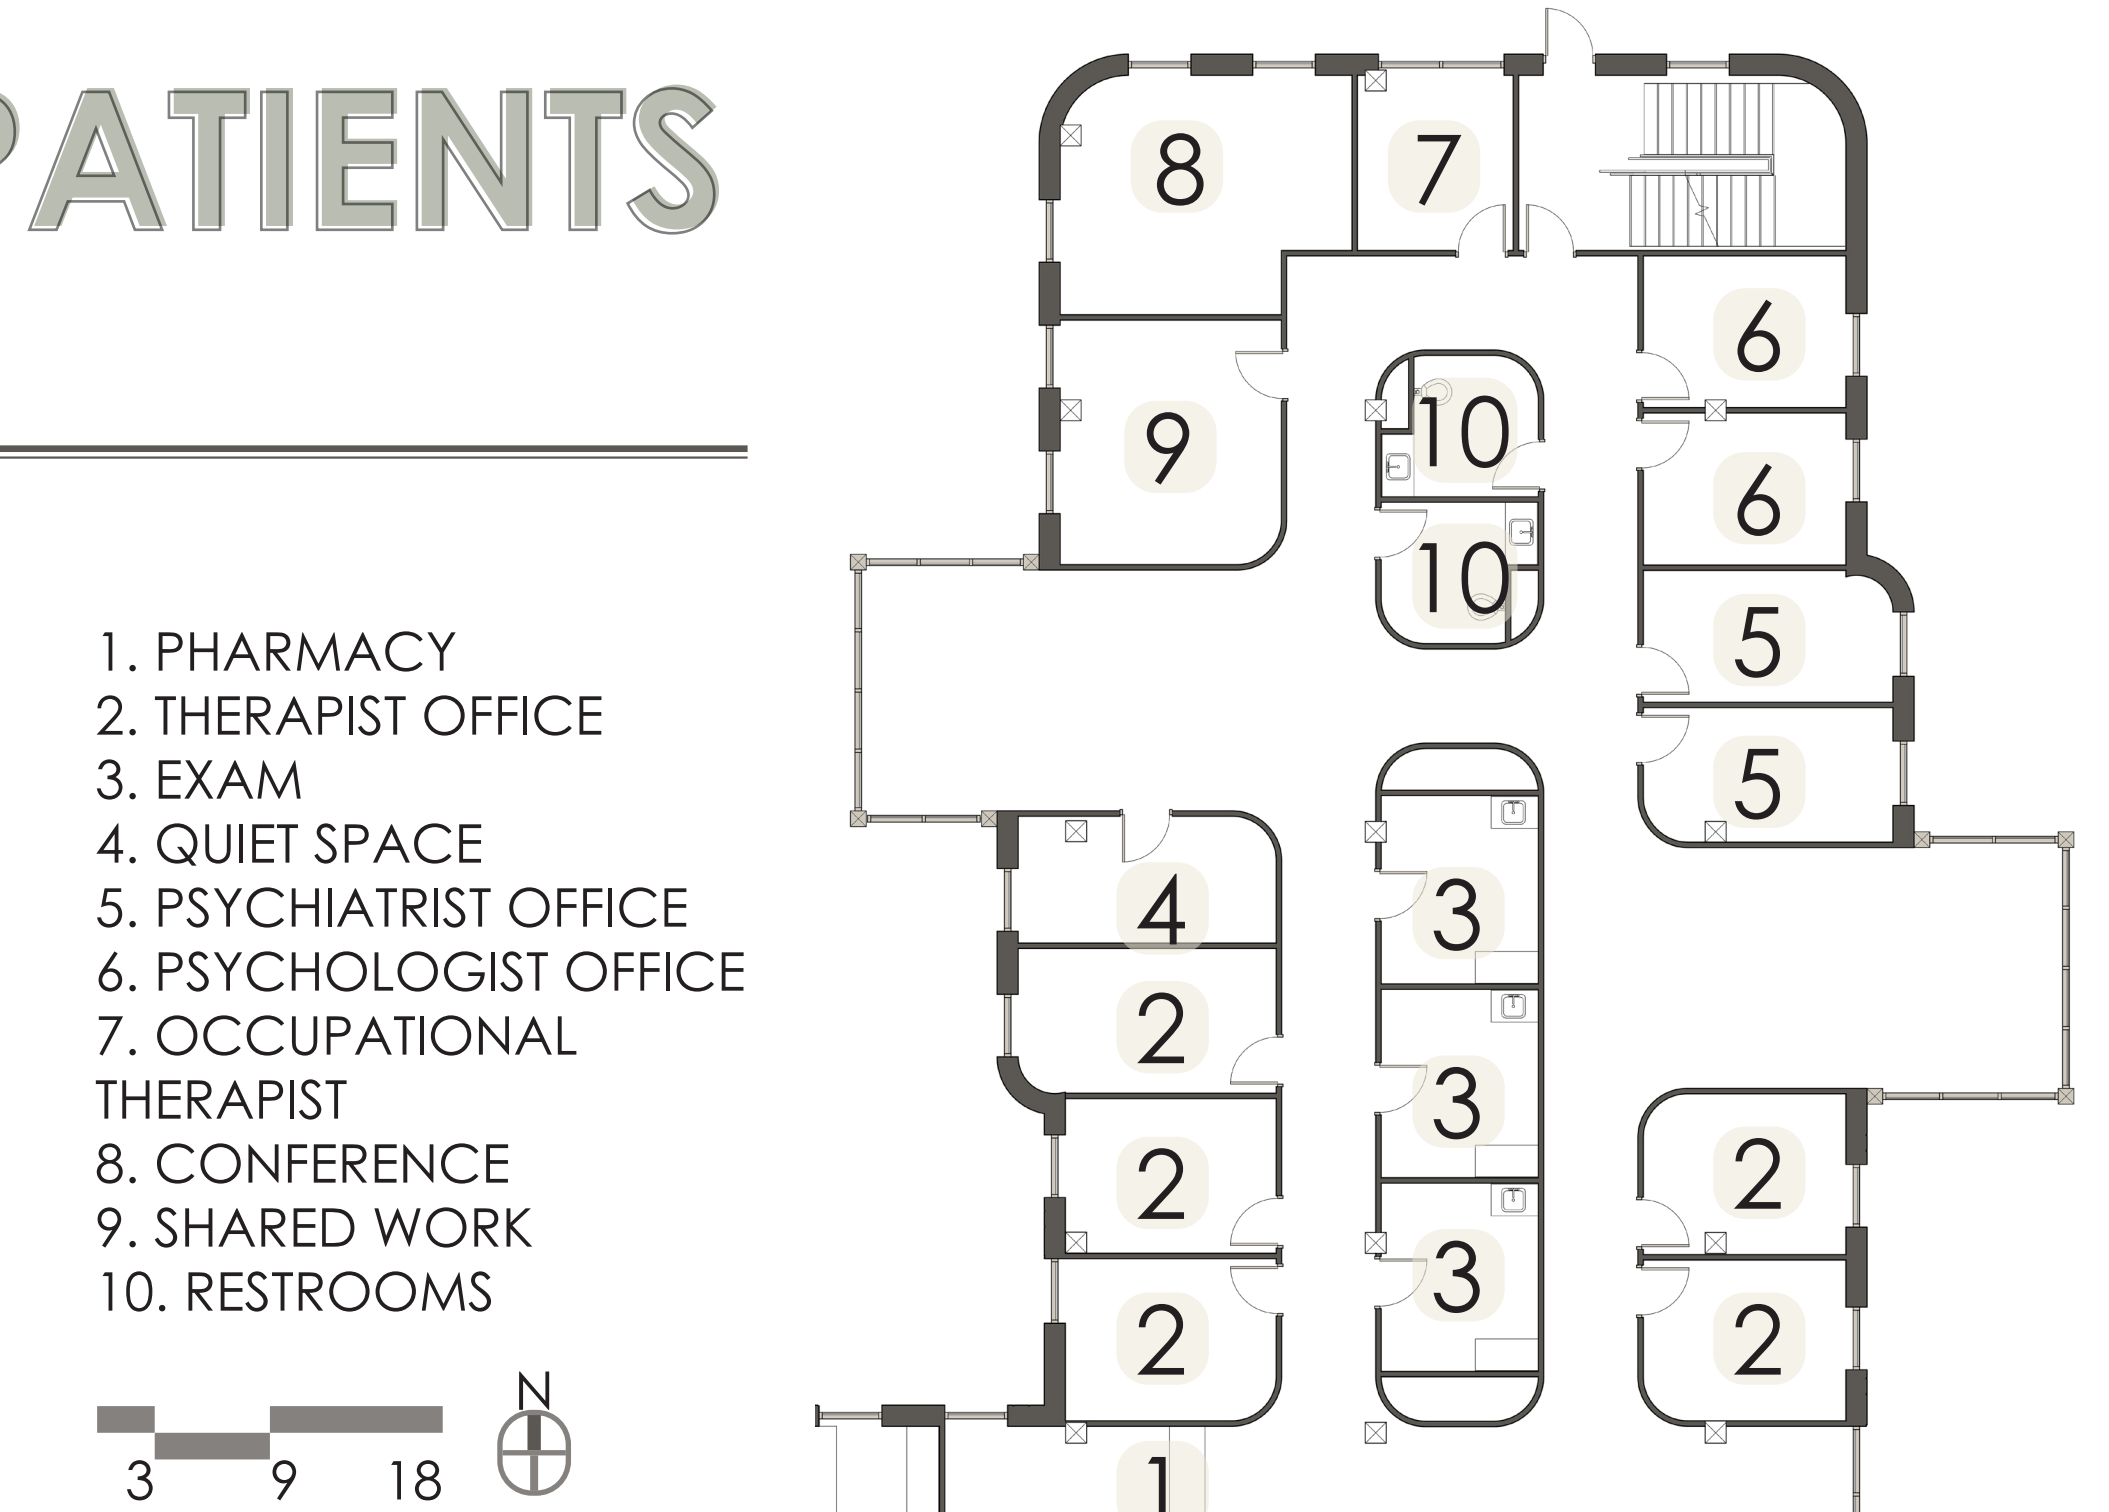 PATIENTS
1. PHARMACY
2. THERAPIST OFFICE
3. EXAM
4. QUIET SPACE
5. PSYCHIATRIST OFFICE
6. PSYCHOLOGIST OFFICE
7. OCCUPATIONAL
THERAPIST
8. CONFERENCE
9. SHARED WORK
10. RESTROOMS
N
3 9 18
8 7
6
9 10
6
10
5
5
4 3
2
3
2 2
3
2 2
1